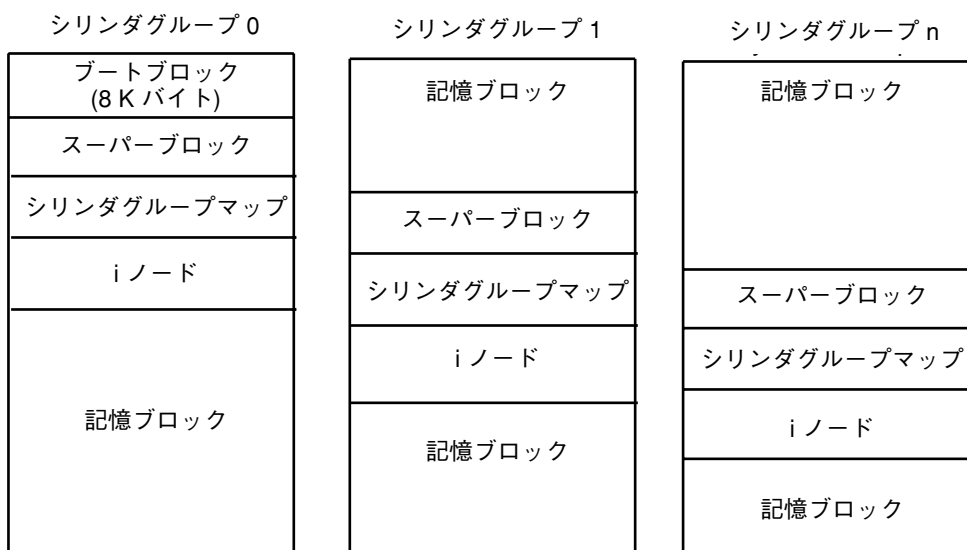 シリンダグループ 0
ブートブロック
(8 K バイト)
スーパーブロック
シリンダグループマップ
i ノード
記憶ブロック
シリンダグループ 1
記憶ブロック
スーパーブロック
シリンダグループマップ
i ノード
記憶ブロック
シリンダグループ n
記憶ブロック
スーパーブロック
シリンダグループマップ
i ノード
記憶ブロック